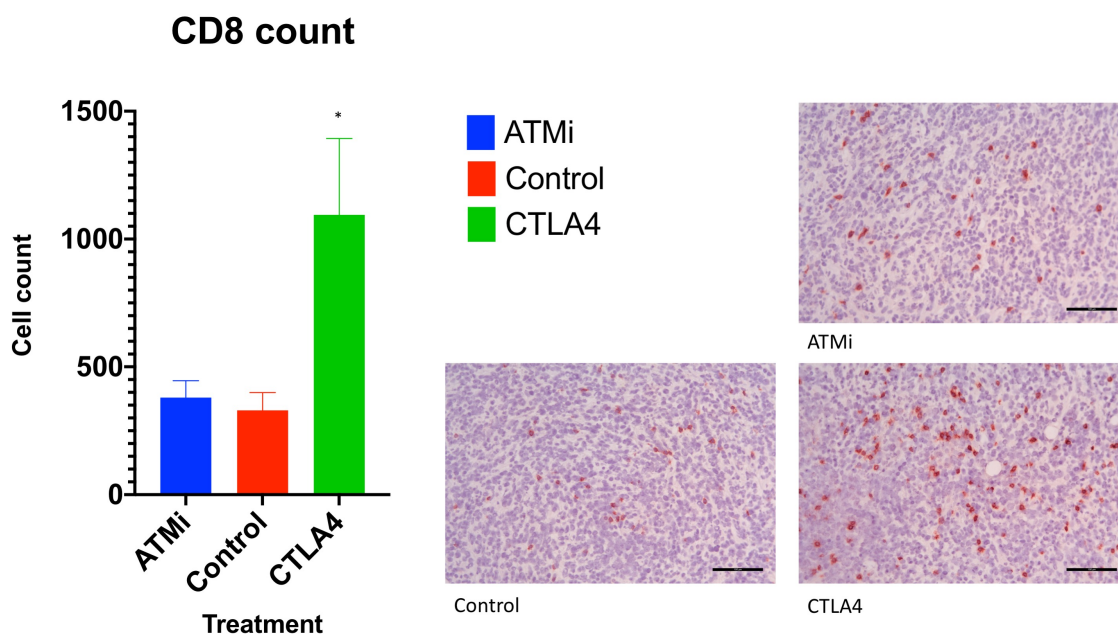 CD8 count
1500
*
1000
500
0
Cell count
ATMi
Control
CTLA4
Treatment
ATMi
Control
CTLA4
ATMi
Control
CTLA4